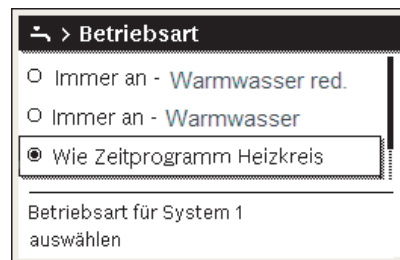 > Betriebsart
Immer an - Warmwasser red.
Immer an - Warmwasser
Wie Zeitprogramm Heizkreis
Betriebsart für System 1
auswählen